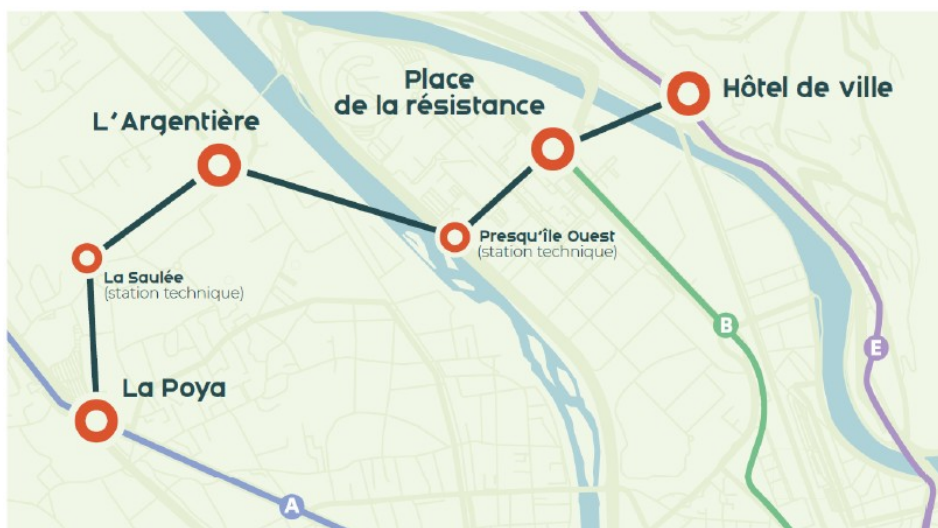 Place
de la résistance
Hôtel de ville
L'Argentière
Presqu'île Ouest
(station technique)
La Saulée
(station technique)
B
E
La Poya
A